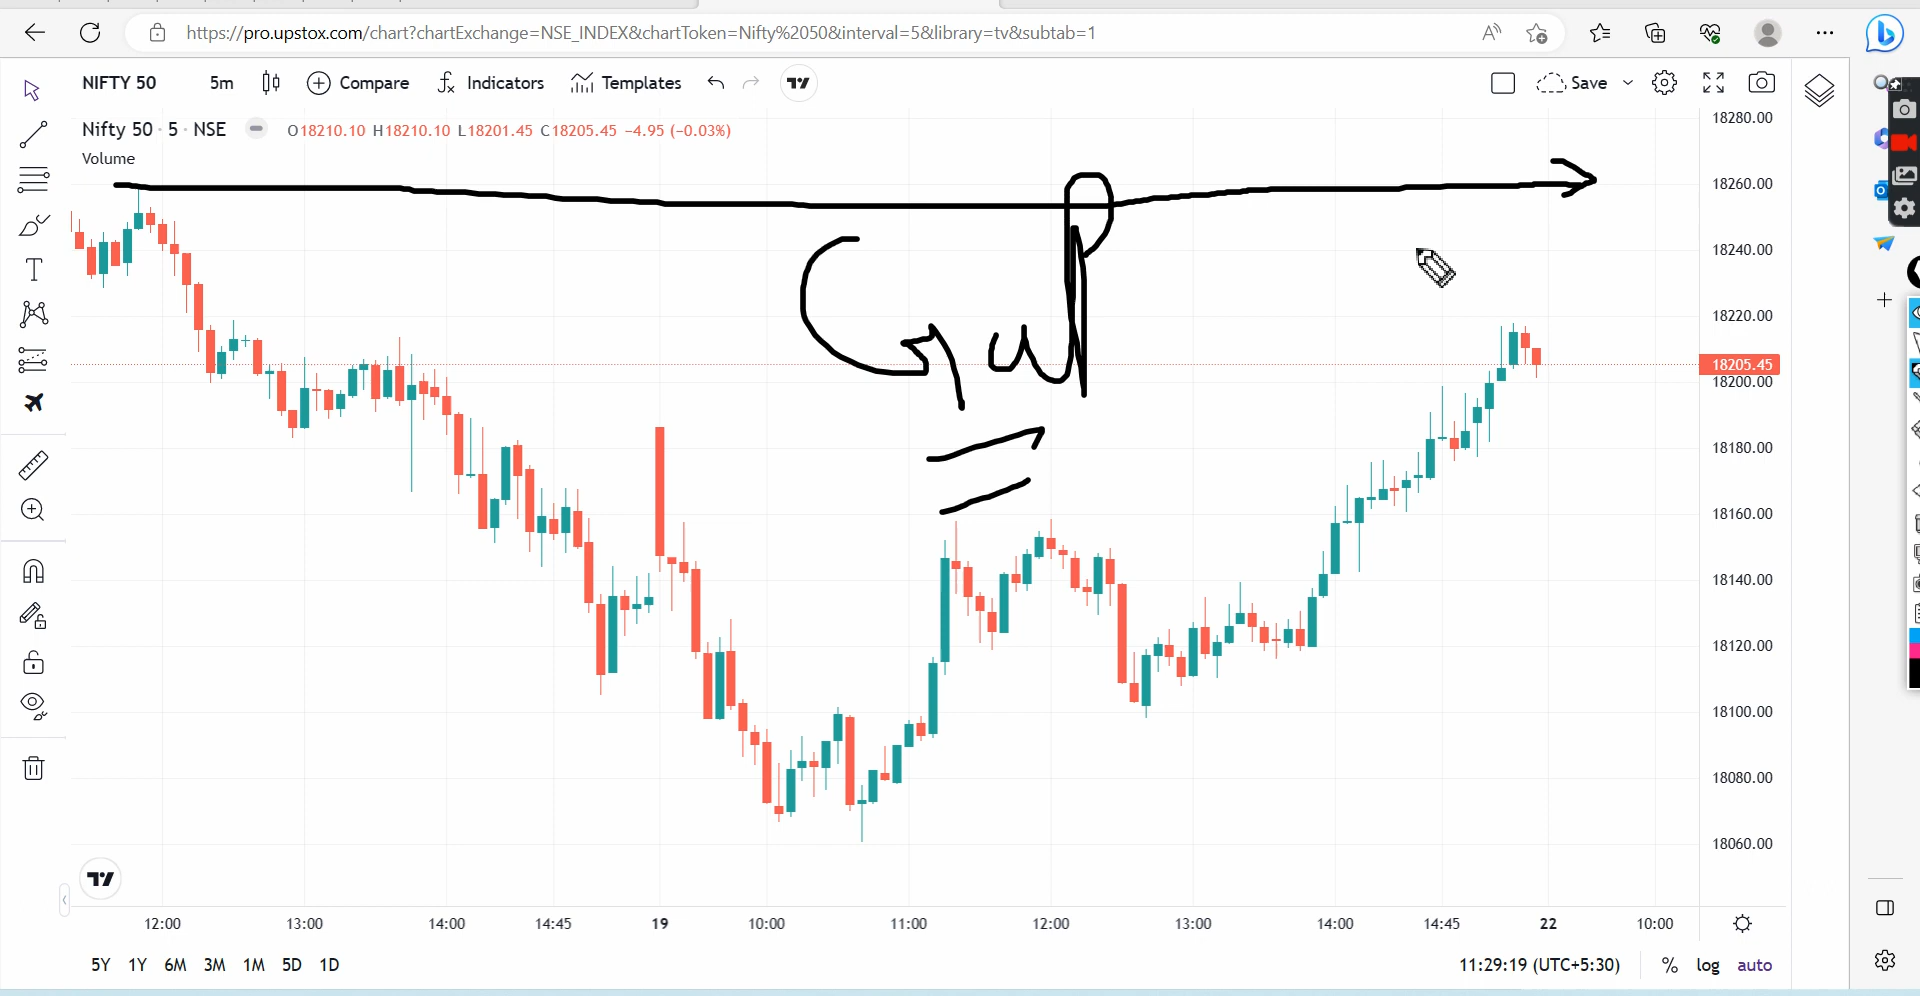 https://pro.upstox.com/chart?chartExchange=NSE_INDEX&chartToken=Nifty%2050&interval=5&library=tv&subtab=1
NIFTY 50 5m Compare Indicators Templates Save
Nifty 50 · 5 · NSE O18210.10 H18210.10 L18201.45 C18205.45 −4.95 (−0.03%)
Volume
18280.00
18260.00
18240.00
18220.00
18205.45
18200.00
18180.00
18160.00
18140.00
18120.00
18100.00
18080.00
18060.00
12:00 13:00 14:00 14:45 19 10:00 11:00 12:00 13:00 14:00 14:45 22 10:00
5Y 1Y 6M 3M 1M 5D 1D 11:29:19 (UTC+5:30) % log auto